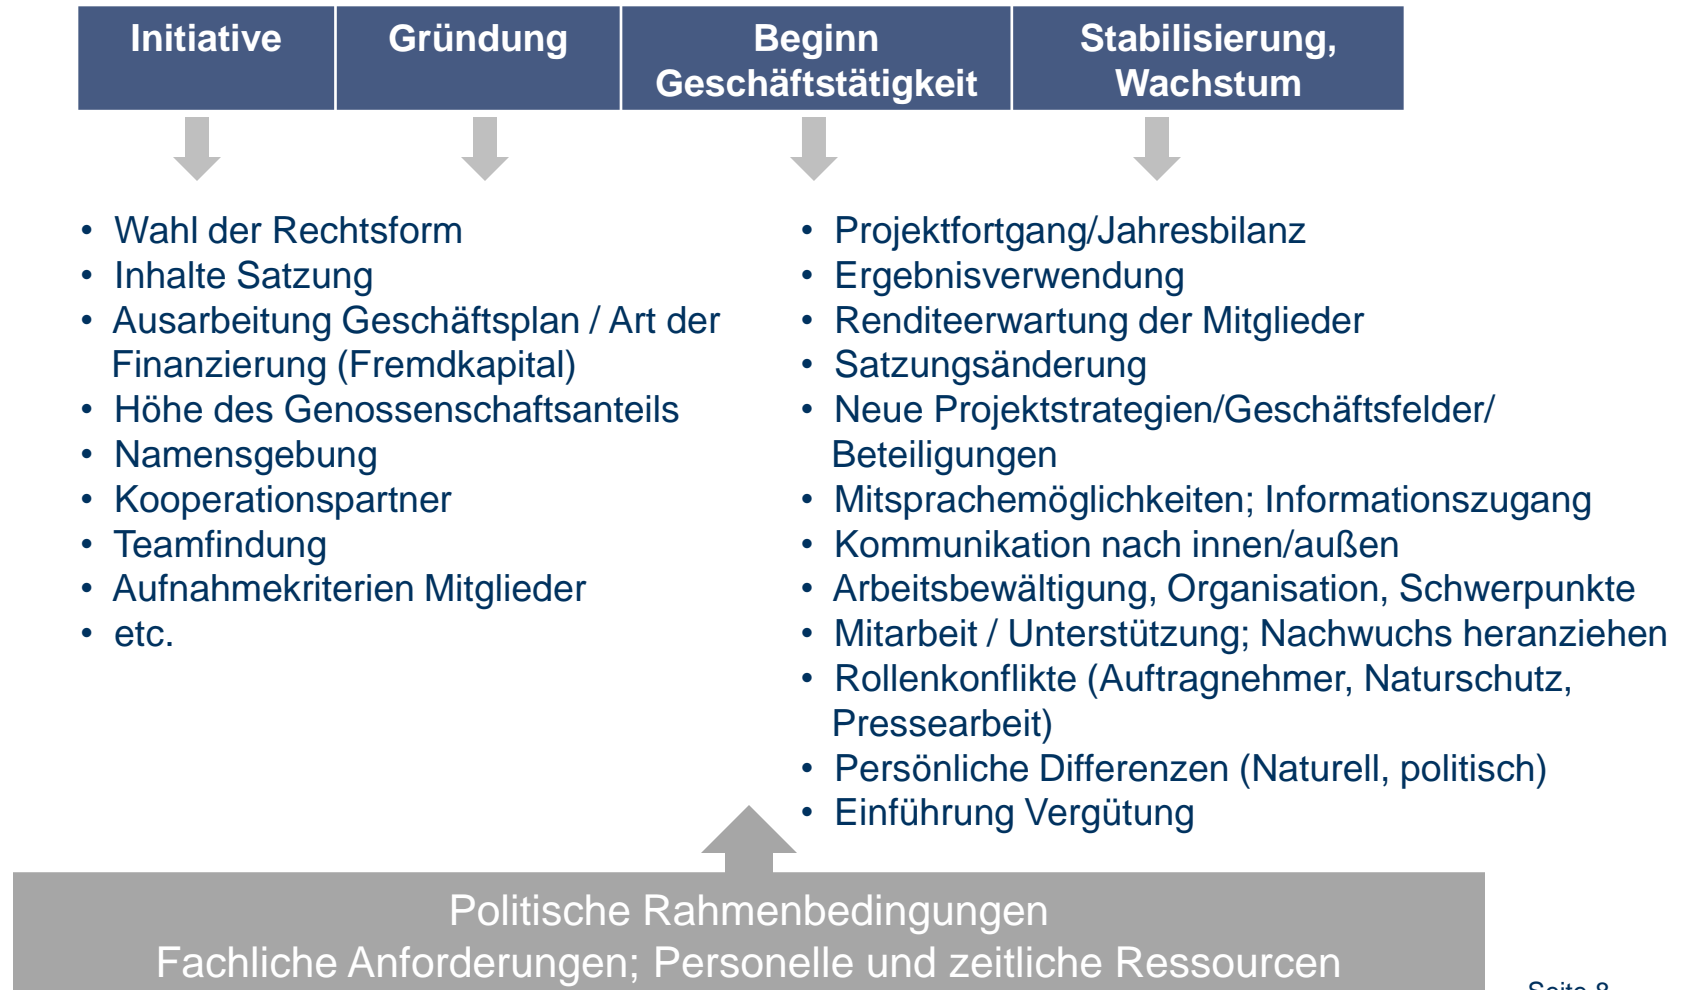 Initiative
Gründung
Beginn
Geschäftstätigkeit
Stabilisierung,
Wachstum
• Wahl der Rechtsform
• Inhalte Satzung
• Ausarbeitung Geschäftsplan / Art der
Finanzierung (Fremdkapital)
• Höhe des Genossenschaftsanteils
• Namensgebung
• Kooperationspartner
• Teamfindung
• Aufnahmekriterien Mitglieder
• etc.
• Projektfortgang/Jahresbilanz
• Ergebnisverwendung
• Renditeerwartung der Mitglieder
• Satzungsänderung
• Neue Projektstrategien/Geschäftsfelder/
Beteiligungen
• Mitsprachemöglichkeiten; Informationszugang
• Kommunikation nach innen/außen
• Arbeitsbewältigung, Organisation, Schwerpunkte
• Mitarbeit / Unterstützung; Nachwuchs heranziehen
• Rollenkonflikte (Auftragnehmer, Naturschutz,
Pressearbeit)
• Persönliche Differenzen (Naturell, politisch)
• Einführung Vergütung
Politische Rahmenbedingungen
Fachliche Anforderungen; Personelle und zeitliche Ressourcen
Seite 8